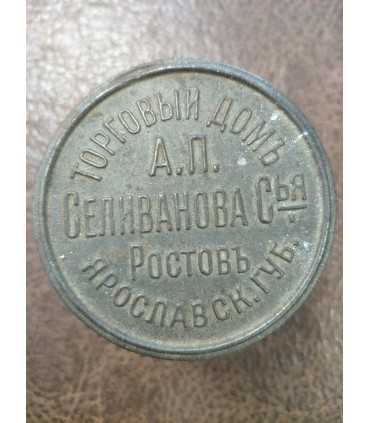 ТОРГОВЫЙ ДОМЪ
А.П.
СЕЛИВАНОВА СЬЯ
РОСТОВЪ
ЯРОСЛАВСК. ГУБ.